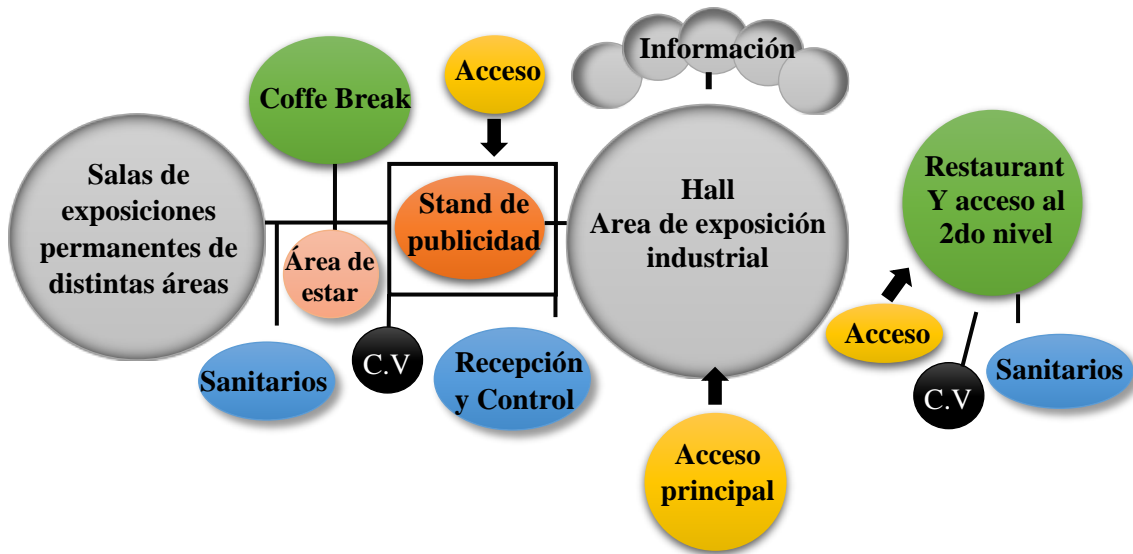 Información
Acceso
Coffe Break
Salas de
exposiciones
permanentes de
distintas áreas
Stand de
publicidad
Hall
Area de exposición
industrial
Restaurant
Y acceso al
2do nivel
Área de
estar
Acceso
Sanitarios
C.V
Recepción
y Control
C.V
Sanitarios
Acceso
principal